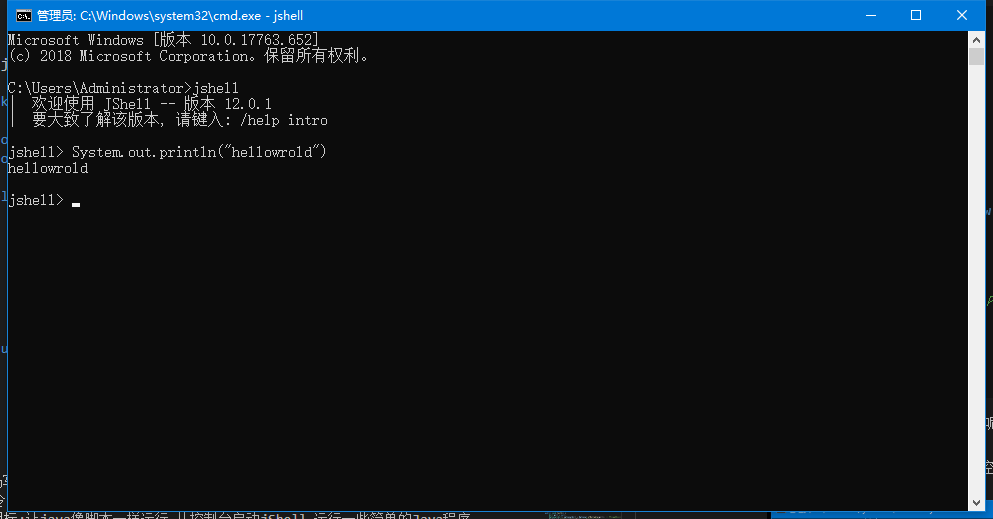 管理员: C:\Windows\system32\cmd.exe - jshell
Microsoft Windows [版本 10.0.17763.652]
(c) 2018 Microsoft Corporation。保留所有权利。
C:\Users\Administrator>jshell
| 欢迎使用 JShell -- 版本 12.0.1
| 要大致了解该版本, 请键入: /help intro
jshell> System.out.println("hellowrold")
hellowrold
jshell>